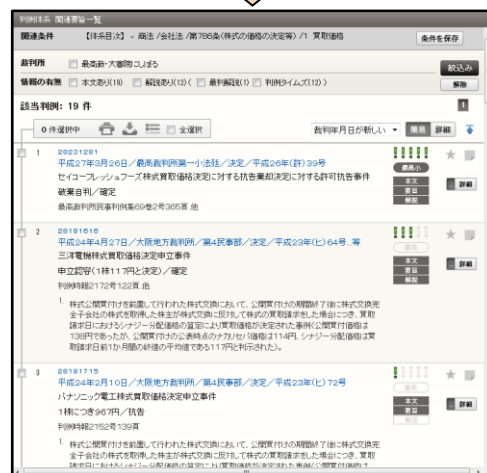 判例体系 関連要旨一覧
関連条件 【体系目次】 - 商法 /会社法 /第786条(株式の価格の決定等) /1 買取価格 条件を保存
裁判所 最高裁・大審院
絞込み
情報の有無 本文あり(19) 解説あり(12) 最判解説(1) 判例タイムズ(12)
解除
該当判例: 19 件 1
0 件選択中 全選択 裁判年月日が新しい 簡易 詳細
1 28231291
平成27年3月26日／最高裁判所第一小法廷／決定／平成26年(許)39号
セイコーフレッシュフーズ株式買取価格決定に対する抗告棄却決定に対する許可抗告事件
破棄自判／確定
最高裁判所民事判例集69巻2号365頁,他
最高小
本文
要旨
解説
詳細
2 28181616
平成24年4月27日／大阪地方裁判所／第4民事部／決定／平成23年(ヒ)64号..等
三洋電機株式買取価格決定申立事件
申立認容(1株117円と決定)／確定
判例時報2172号122頁,他
本文
要旨
解説
詳細
1. 株式公開買付けを前置して行われた株式交換において、公開買付けの期間終了後に株式交換完
全子会社の株式を取得した株主が株式交換に反対して株式の買取請求をした場合につき、買取
請求日におけるシナジー分配価格の算定により買取価格が決定された事例(公開買付価格は
138円であったが、公開買付けの公表時点のナカリセバ価格は114円、シナジー分配価格は買
取請求日前1か月間の終値の平均値である117円と判示された)。
3 28181715
平成24年2月10日／大阪地方裁判所／第4民事部／決定／平成23年(ヒ)72号
パナソニック電工株式買取価格決定申立事件
1株につき967円／抗告
判例時報2152号139頁
本文
要旨
詳細
1. 株式公開買付けを前置して行われた株式交換において、公開買付けの期間終了後に株式交換完
全子会社の株式を取得した株主が株式交換に反対して株式の買取請求をした場合につき、買取